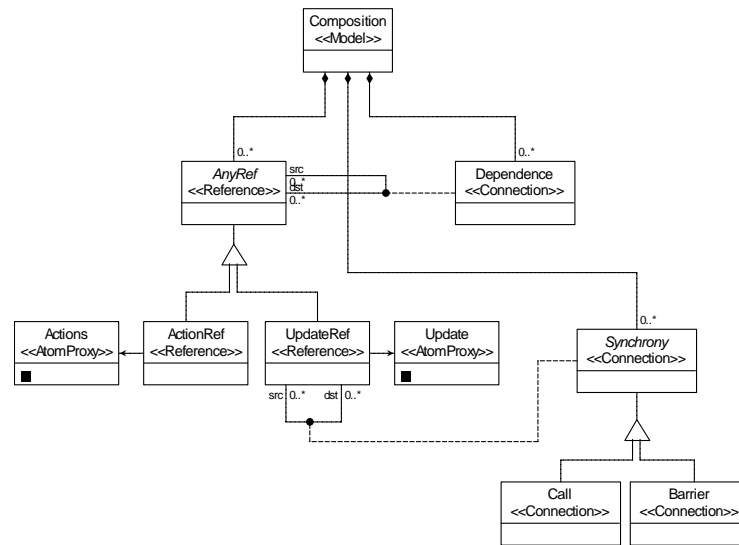 Composition
<<Model>>
0..*
0..*
AnyRef
<<Reference>>
src
0..*
dst
0..*
Dependence
<<Connection>>
Actions
<<AtomProxy>>
ActionRef
<<Reference>>
UpdateRef
<<Reference>>
Update
<<AtomProxy>>
0..*
Synchrony
<<Connection>>
src 0..*
dst 0..*
Call
<<Connection>>
Barrier
<<Connection>>